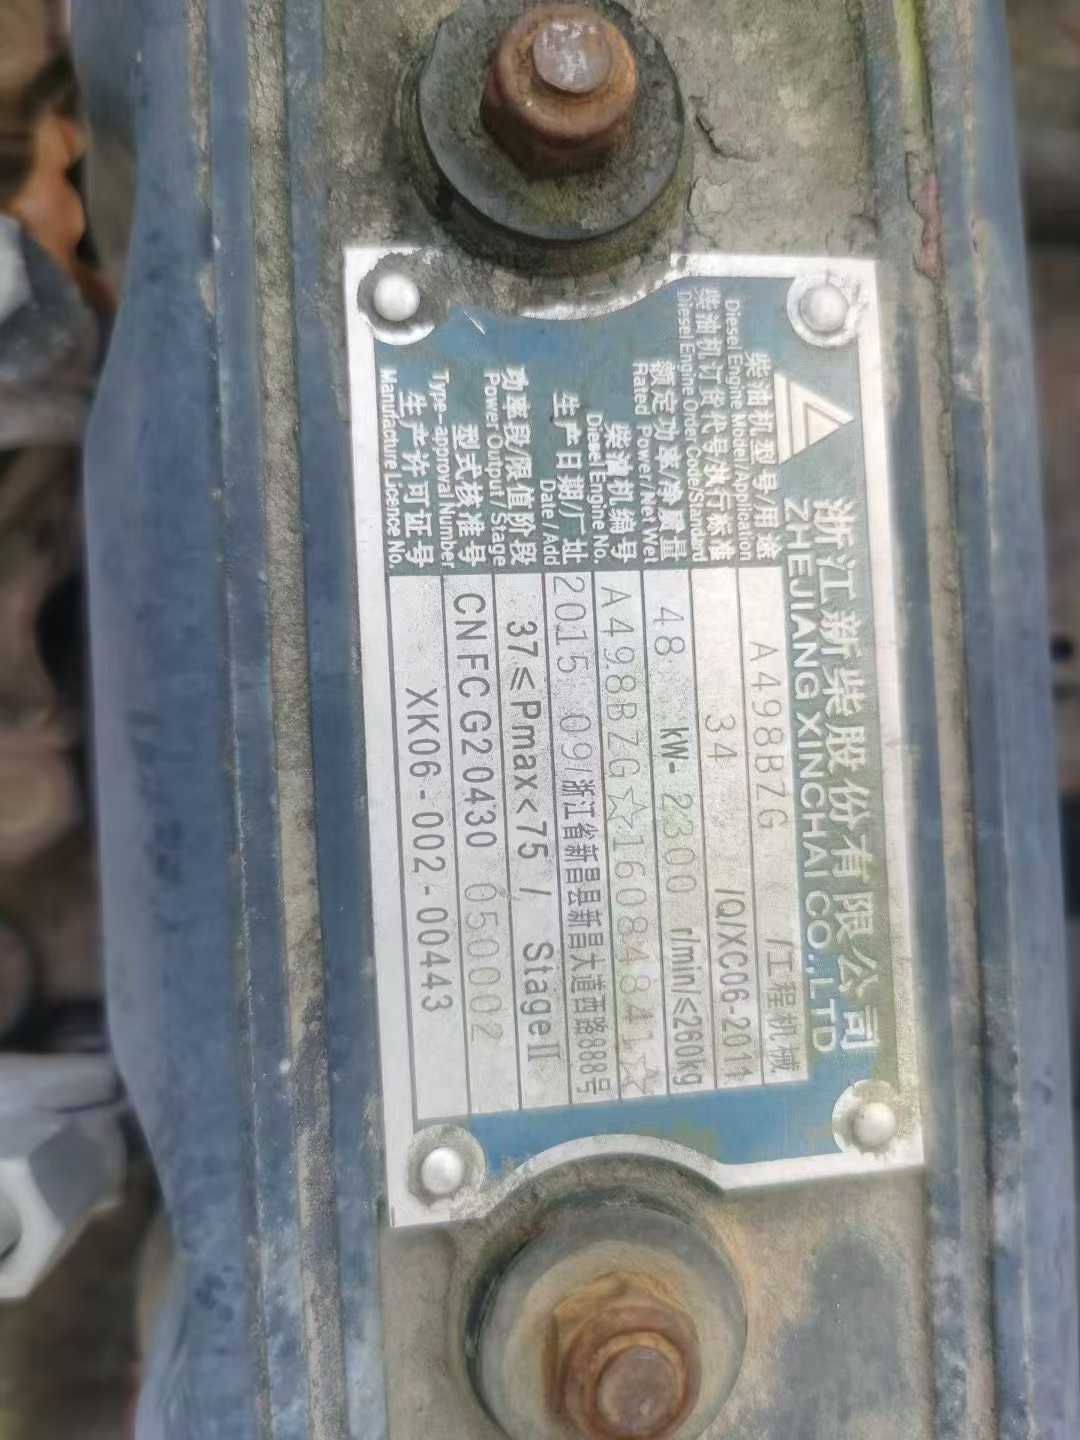 浙江新柴股份有限公司
ZHEJIANG XINCHAI CO.,LTD
柴油机型号/用途 A498BZG /工程机械
Diesel Engine Model/Application
柴油机订货代号/执行标准 34 /Q/XC06-2011
Diesel Engine Order Code/Standard
额定功率/净质量 48 kW-2300 r/min/≤260kg
Rated Power/Net Wet
柴油机编号 A498BZG☆16084841☆
Diesel Engine No.
生产日期/厂址 2015 09/浙江省新昌县新昌大道西路888号
Date/Add
功率段/限值阶段 37≤Pmax<75/ StageⅡ
Power Output/Stage
型式核准号 CNFCG20430 050002
Type-approval Number
生产许可证号 XK06-002-00443
Manufacture Licence No.